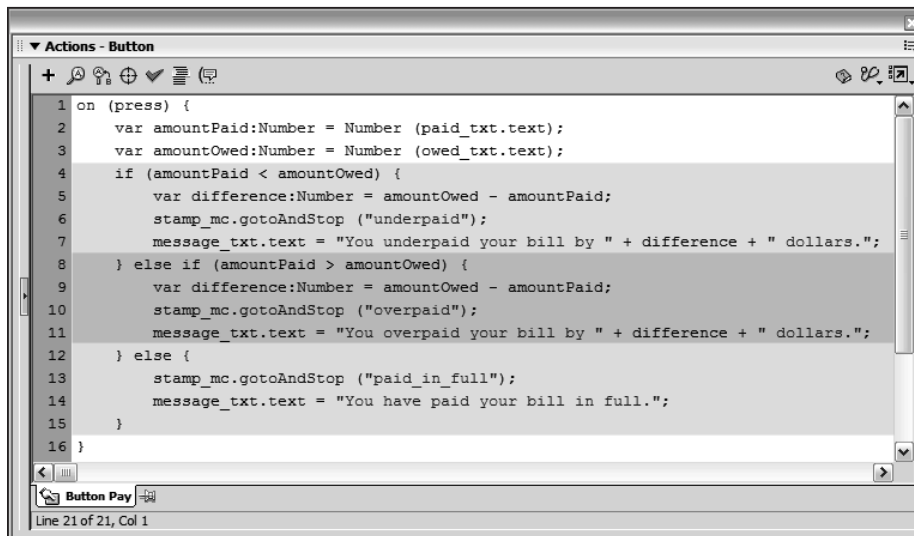 Actions - Button
1 on (press) {
2 var amountPaid:Number = Number (paid_txt.text);
3 var amountOwed:Number = Number (owed_txt.text);
4 if (amountPaid < amountOwed) {
5 var difference:Number = amountOwed - amountPaid;
6 stamp_mc.gotoAndStop ("underpaid");
7 message_txt.text = "You underpaid your bill by " + difference + " dollars.";
8 } else if (amountPaid > amountOwed) {
9 var difference:Number = amountOwed - amountPaid;
10 stamp_mc.gotoAndStop ("overpaid");
11 message_txt.text = "You overpaid your bill by " + difference + " dollars.";
12 } else {
13 stamp_mc.gotoAndStop ("paid_in_full");
14 message_txt.text = "You have paid your bill in full.";
15 }
16 }
Button Pay
Line 21 of 21, Col 1